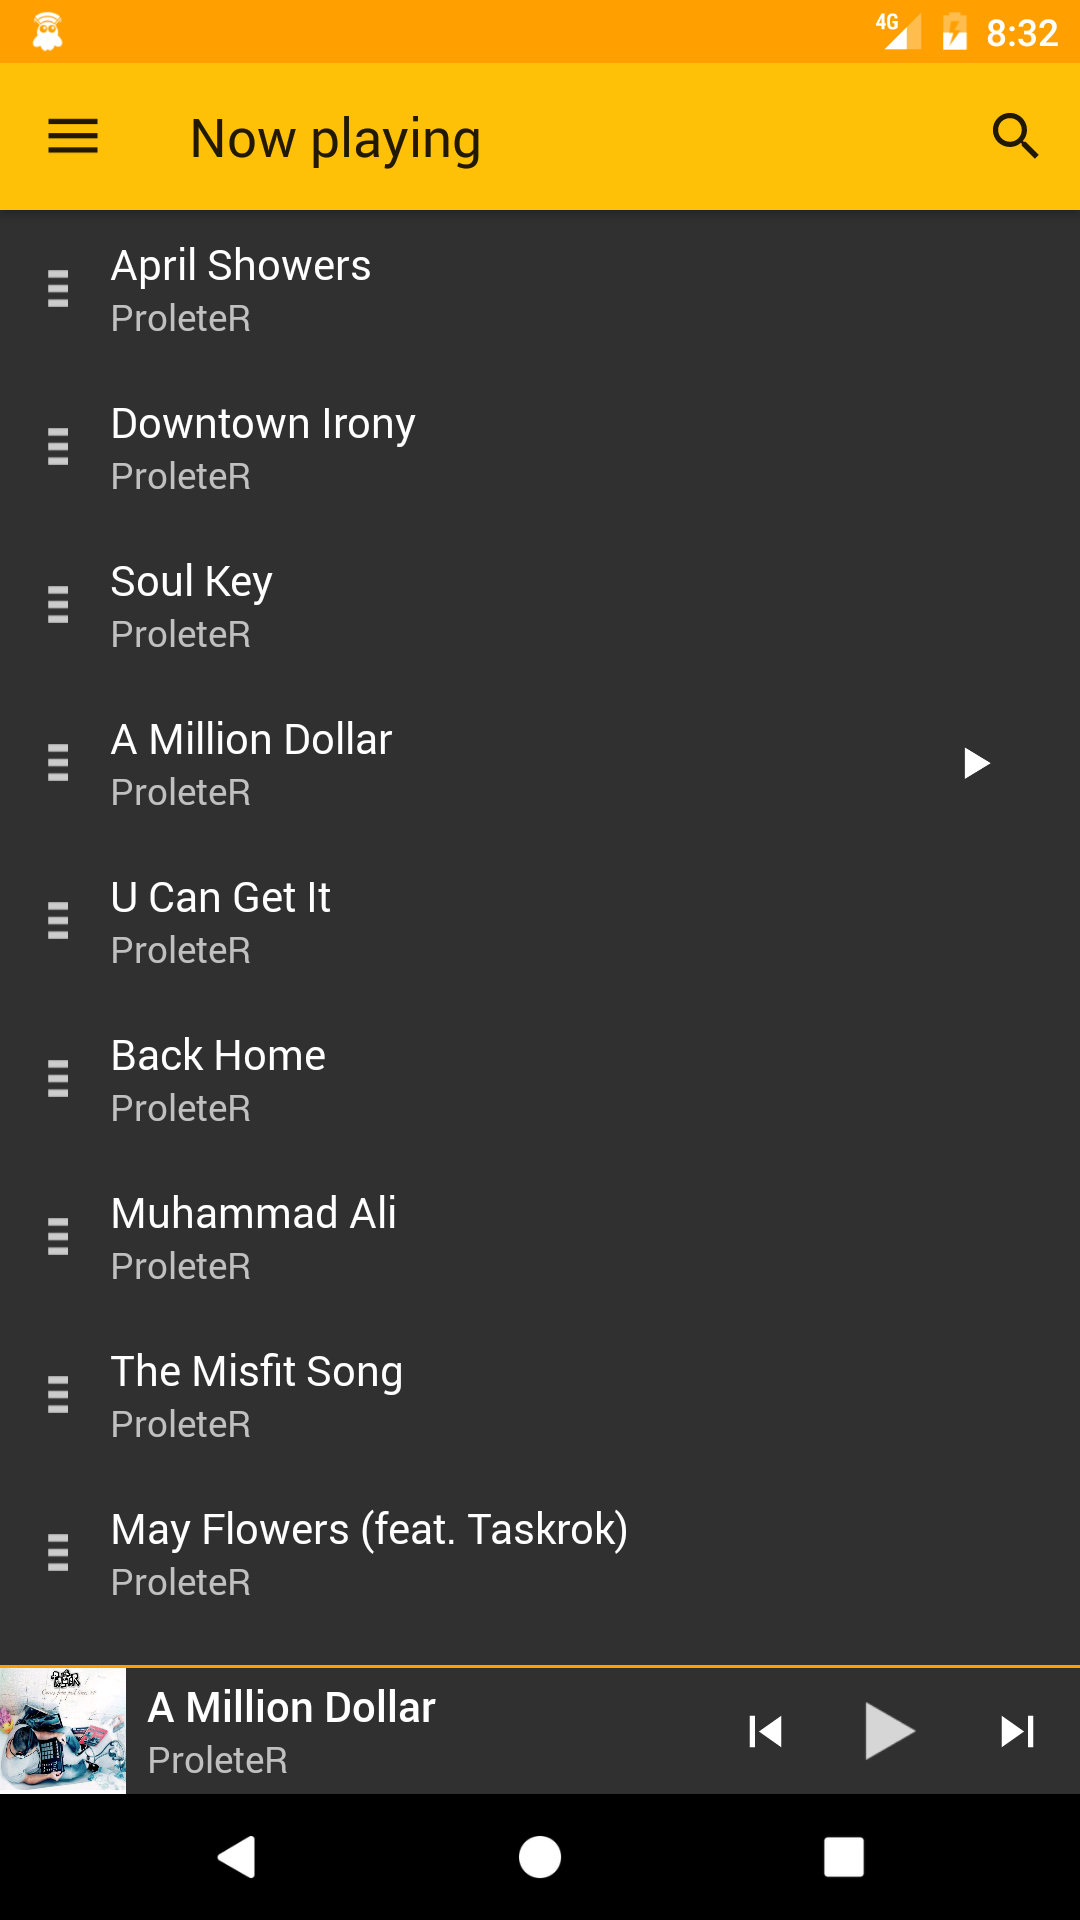 4G 8:32
Now playing
April Showers
ProleteR
Downtown Irony
ProleteR
Soul Key
ProleteR
A Million Dollar
ProleteR
U Can Get It
ProleteR
Back Home
ProleteR
Muhammad Ali
ProleteR
The Misfit Song
ProleteR
May Flowers (feat. Taskrok)
ProleteR
A Million Dollar
ProleteR